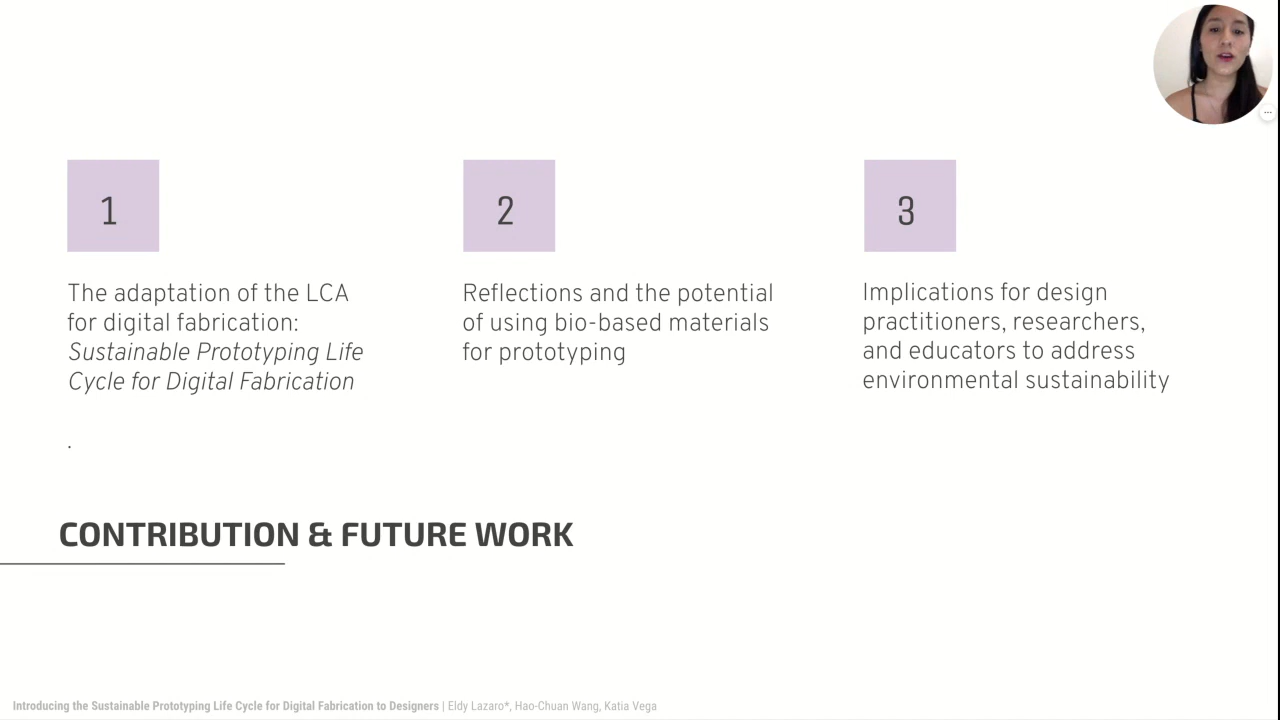 1
The adaptation of the LCA
for digital fabrication:
Sustainable Prototyping Life
Cycle for Digital Fabrication
.
2
Reflections and the potential
of using bio-based materials
for prototyping
3
Implications for design
practitioners, researchers,
and educators to address
environmental sustainability
CONTRIBUTION & FUTURE WORK
Introducing the Sustainable Prototyping Life Cycle for Digital Fabrication to Designers | Eldy Lazaro*, Hao-Chuan Wang, Katia Vega